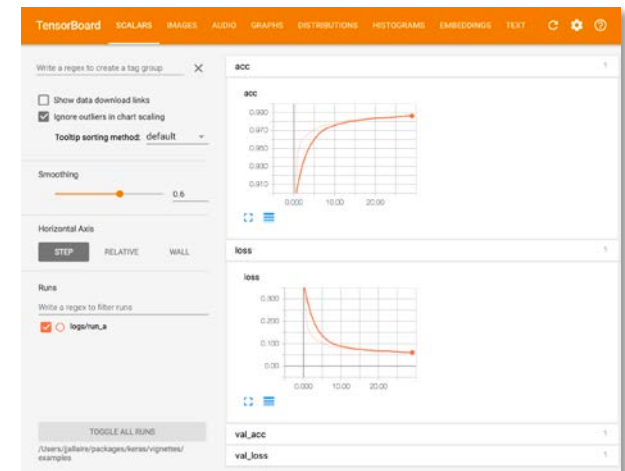 TensorBoard SCALARS IMAGES AUDIO GRAPHS DISTRIBUTIONS HISTOGRAMS EMBEDDINGS TEXT
Write a regex to create a tag group
Show data download links
Ignore outliers in chart scaling
Tooltip sorting method: default
Smoothing
0.6
Horizontal Axis
STEP RELATIVE WALL
Runs
Write a regex to filter runs
logs/run_a
TOGGLE ALL RUNS
/Users/jjallaire/packages/keras/vignettes/
examples
acc 1
acc
0.990
0.970
0.950
0.930
0.910
0.000 10.00 20.00
loss 1
loss
0.300
0.200
0.100
0.00
0.000 10.00 20.00
val_acc 1
val_loss 1